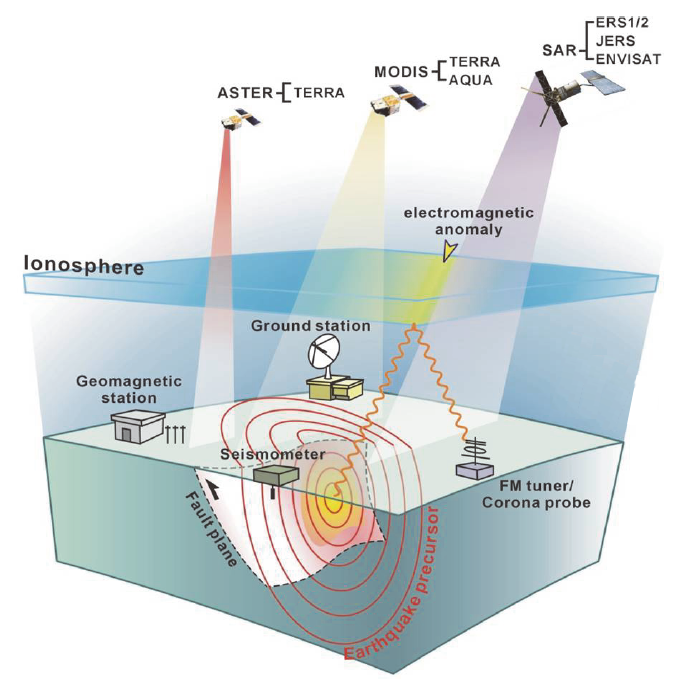 ERS1/2
SAR
JERS
ENVISAT
MODIS
TERRA
AQUA
ASTER
TERRA
electromagnetic
anomaly
Ionosphere
Ground station
Geomagnetic
station
Seismometer
FM tuner/
Corona probe
Fault plane
Earthquake precursor